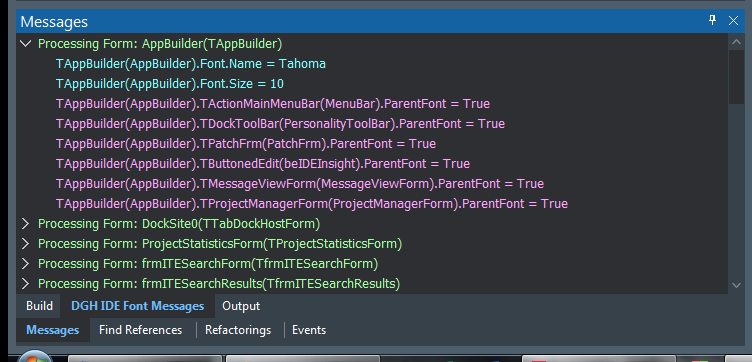 Messages
Processing Form: AppBuilder(TAppBuilder)
TAppBuilder(AppBuilder).Font.Name = Tahoma
TAppBuilder(AppBuilder).Font.Size = 10
TAppBuilder(AppBuilder).TActionMainMenuBar(MenuBar).ParentFont = True
TAppBuilder(AppBuilder).TDockToolBar(PersonalityToolBar).ParentFont = True
TAppBuilder(AppBuilder).TPatchFrm(PatchFrm).ParentFont = True
TAppBuilder(AppBuilder).TButtonedEdit(beIDEInsight).ParentFont = True
TAppBuilder(AppBuilder).TMessageViewForm(MessageViewForm).ParentFont = True
TAppBuilder(AppBuilder).TProjectManagerForm(ProjectManagerForm).ParentFont = True
Processing Form: DockSite0(TTabDockHostForm)
Processing Form: ProjectStatisticsForm(TProjectStatisticsForm)
Processing Form: frmITESearchForm(TfrmITESearchForm)
Processing Form: frmITESearchResults(TfrmITESearchResults)
Build DGH IDE Font Messages Output
Messages Find References Refactorings Events